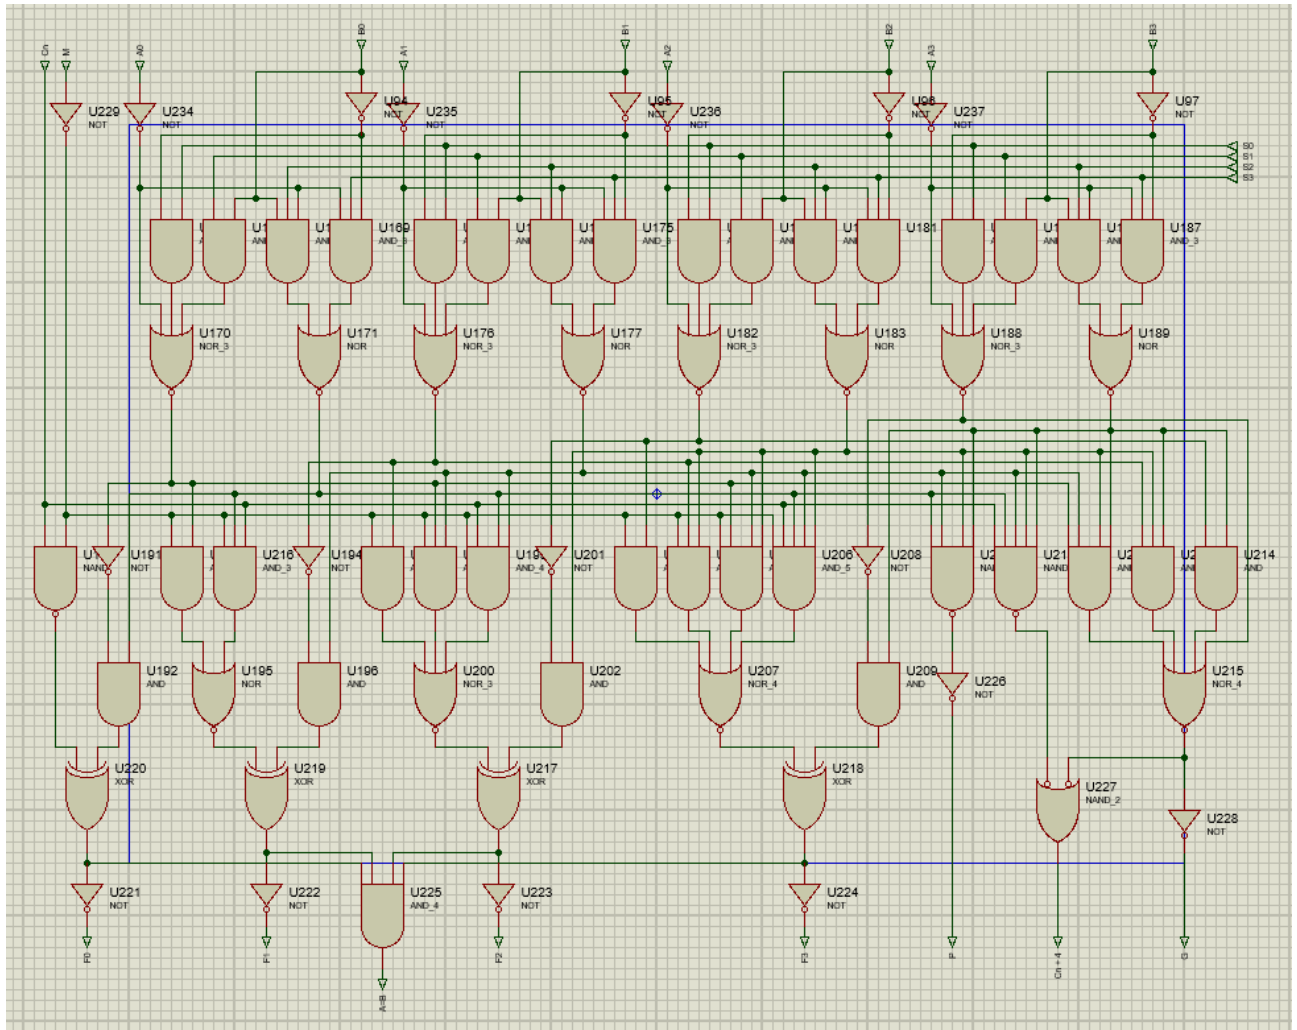 Cn
M
A0
B0
A1
B1
A2
B2
A3
B3
U229
NOT
U234
NOT
U94
NOT
U235
NOT
U95
NOT
U236
NOT
U96
NOT
U237
NOT
U97
NOT
S0
S1
S2
S3
U169
AND_3
U175
AND_3
U181
U187
AND_3
U170
NOR_3
U171
NOR
U176
NOR_3
U177
NOR
U182
NOR_3
U183
NOR
U188
NOR_3
U189
NOR
NAND
U191
NOT
U216
AND_3
U194
NOT
AND_4
U201
NOT
U206
AND_5
U208
NOT
U214
AND
U192
AND
U195
NOR
U196
AND
U200
NOR_3
U202
AND
U207
NOR_4
U209
AND
U226
NOT
U215
NOR_4
U220
XOR
U219
XOR
U217
XOR
U218
XOR
U227
NAND_2
U228
NOT
U221
NOT
U222
NOT
U225
AND_4
U223
NOT
U224
NOT
F0
F1
F2
F3
P
Cn+4
G
A=B